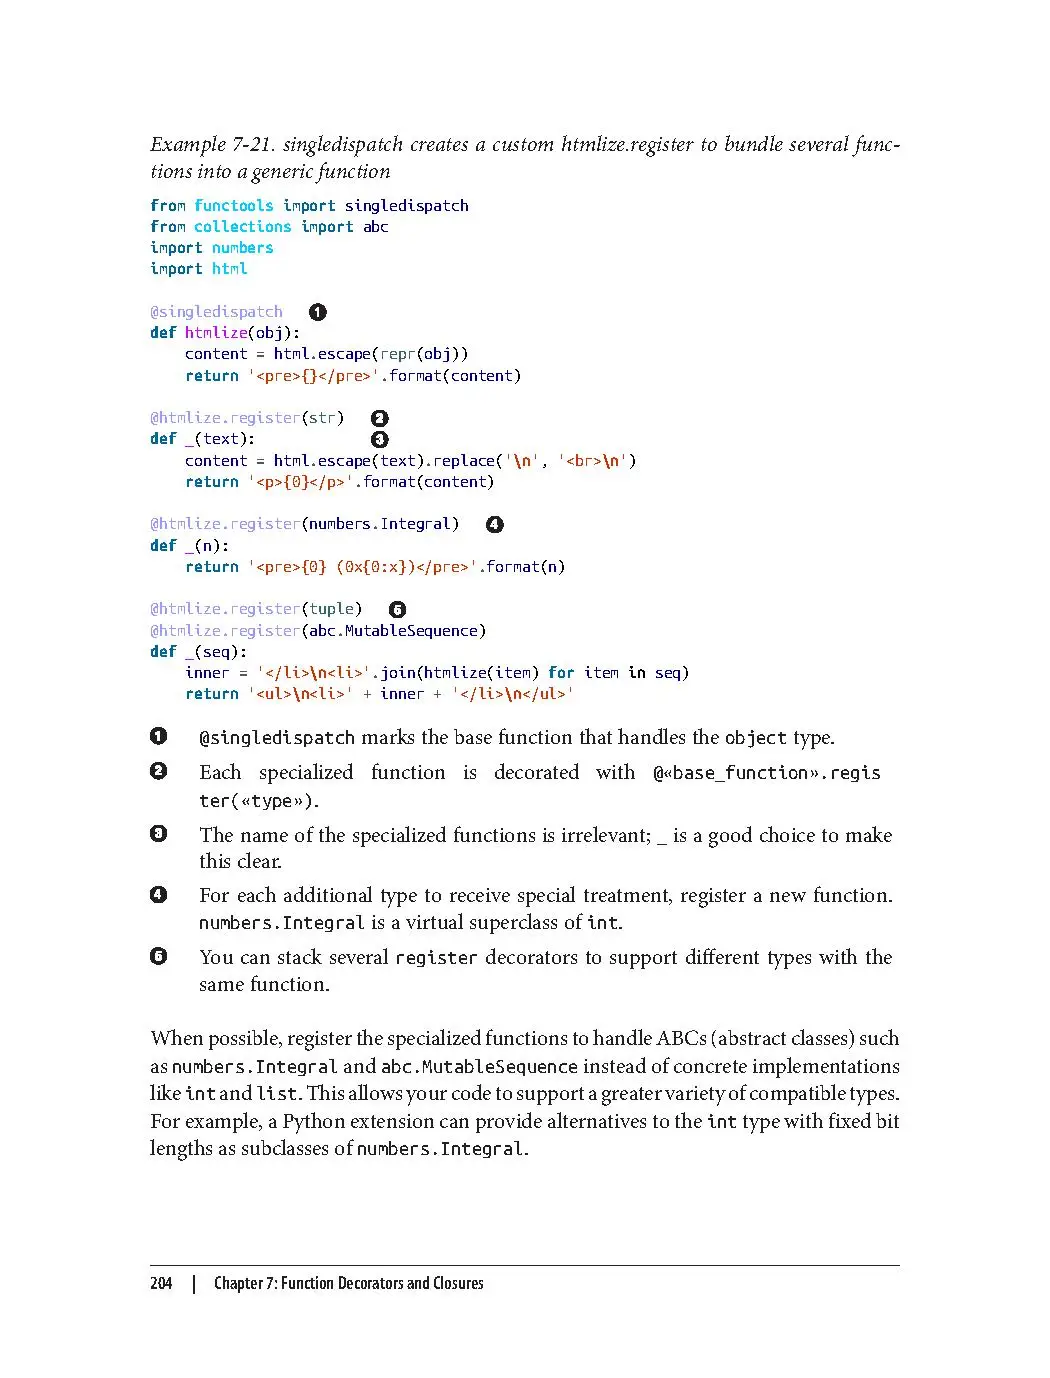 Example 7-21. singledispatch creates a custom htmlize.register to bundle several func-
tions into a generic function
from functools import singledispatch
from collections import abc
import numbers
import html
@singledispatch ❶
def htmlize(obj):
    content = html.escape(repr(obj))
    return '<pre>{}</pre>'.format(content)
@htmlize.register(str) ❷
def _(text): ❸
    content = html.escape(text).replace('\n', '<br>\n')
    return '<p>{0}</p>'.format(content)
@htmlize.register(numbers.Integral) ❹
def _(n):
    return '<pre>{0} (0x{0:x})</pre>'.format(n)
@htmlize.register(tuple) ❺
@htmlize.register(abc.MutableSequence)
def _(seq):
    inner = '</li>\n<li>'.join(htmlize(item) for item in seq)
    return '<ul>\n<li>' + inner + '</li>\n</ul>'
❶ @singledispatch marks the base function that handles the object type.
❷ Each specialized function is decorated with @«base_function».regis
ter(«type»).
❸ The name of the specialized functions is irrelevant; _ is a good choice to make
this clear.
❹ For each additional type to receive special treatment, register a new function.
numbers.Integral is a virtual superclass of int.
❺ You can stack several register decorators to support different types with the
same function.
When possible, register the specialized functions to handle ABCs (abstract classes) such
as numbers.Integral and abc.MutableSequence instead of concrete implementations
like int and list. This allows your code to support a greater variety of compatible types.
For example, a Python extension can provide alternatives to the int type with fixed bit
lengths as subclasses of numbers.Integral.
204 | Chapter 7: Function Decorators and Closures